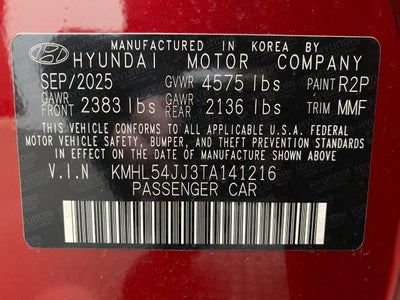 MANUFACTURED IN KOREA BY
HYUNDAI MOTOR COMPANY
SEP/2025 GVWR 4575 lbs PAINT R2P
GAWR FRONT 2383 lbs GAWR REAR 2136 lbs TRIM MMF
THIS VEHICLE CONFORMS TO ALL APPLICABLE U.S.A. FEDERAL
MOTOR VEHICLE SAFETY, BUMPER, AND THEFT PREVENTION STANDARDS
IN EFFECT ON THE DATE OF MANUFACTURE SHOWN ABOVE.
V.I.N KMHL54JJ3TA141216
PASSENGER CAR